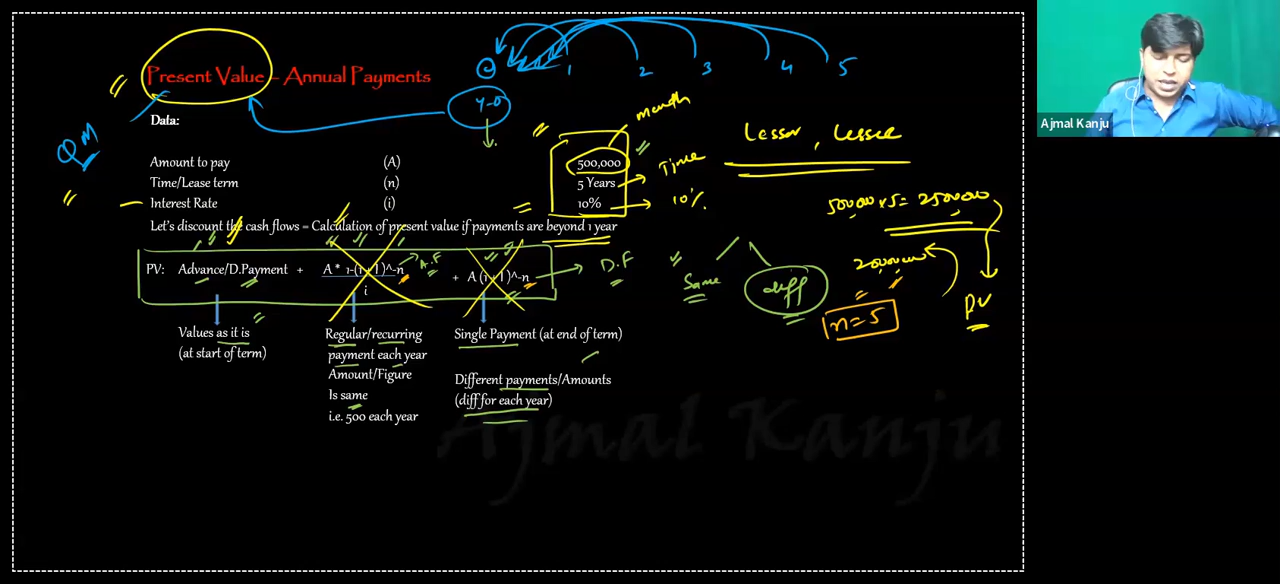 Present Value – Annual Payments
0 1 2 3 4 5
Y-0
QM
Data:
month
Lessor, Lessee
Amount to pay (A) 500,000
Time/Lease term (n) 5 Years Time
Interest Rate (i) 10% 10%
500000 x 5 = 2500000
Let's discount the cash flows = Calculation of present value if payments are beyond 1 year
PV: Advance/D.Payment + A * 1-(1+i)^-n + A (1+i)^-n
i
A.F
D.F
Same
diff
n=5
PV
Values as it is
(at start of term)
Regular/recurring
payment each year
Amount/Figure
Is same
i.e. 500 each year
Single Payment (at end of term)
Different payments/Amounts
(diff for each year)
Ajmal Kanju
Ajmal Kanju